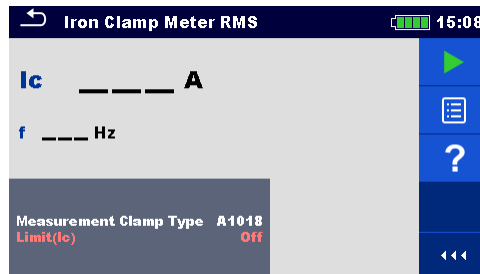 Iron Clamp Meter RMS 15:08
Ic ___ A
f ___ Hz
?
Measurement Clamp Type A1018
Limit(Ic) Off